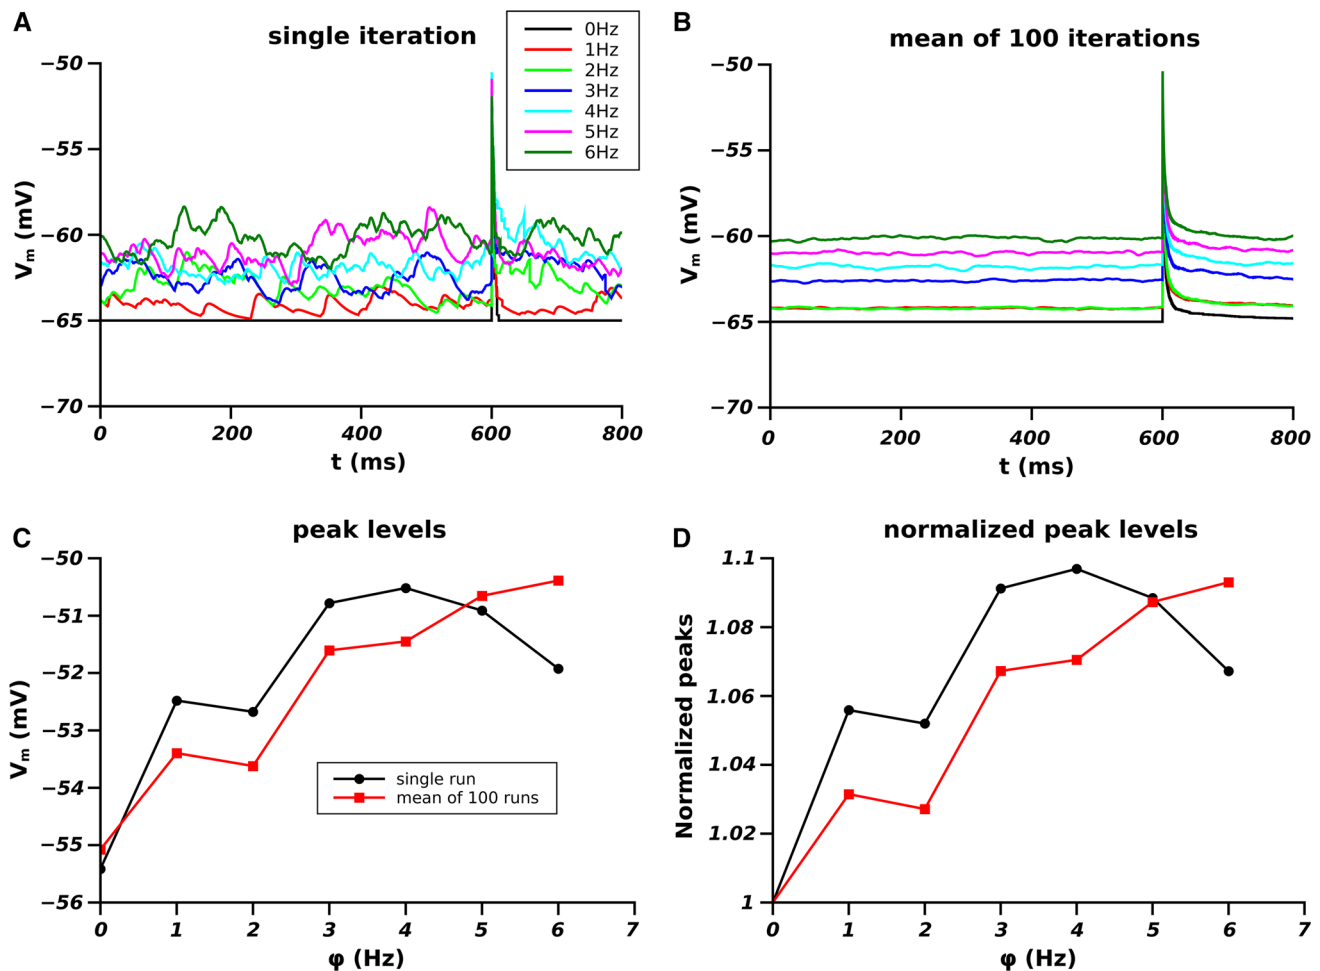 A
single iteration
0Hz
1Hz
2Hz
3Hz
4Hz
5Hz
6Hz
−50
−55
−60
−65
−70
Vm (mV)
0 200 400 600 800
t (ms)
B
mean of 100 iterations
−50
−55
−60
−65
−70
Vm (mV)
0 200 400 600 800
t (ms)
C
peak levels
−50
−51
−52
−53
−54
−55
−56
Vm (mV)
single run
mean of 100 runs
0 1 2 3 4 5 6 7
φ (Hz)
D
normalized peak levels
1.1
1.08
1.06
1.04
1.02
1
Normalized peaks
0 1 2 3 4 5 6 7
φ (Hz)